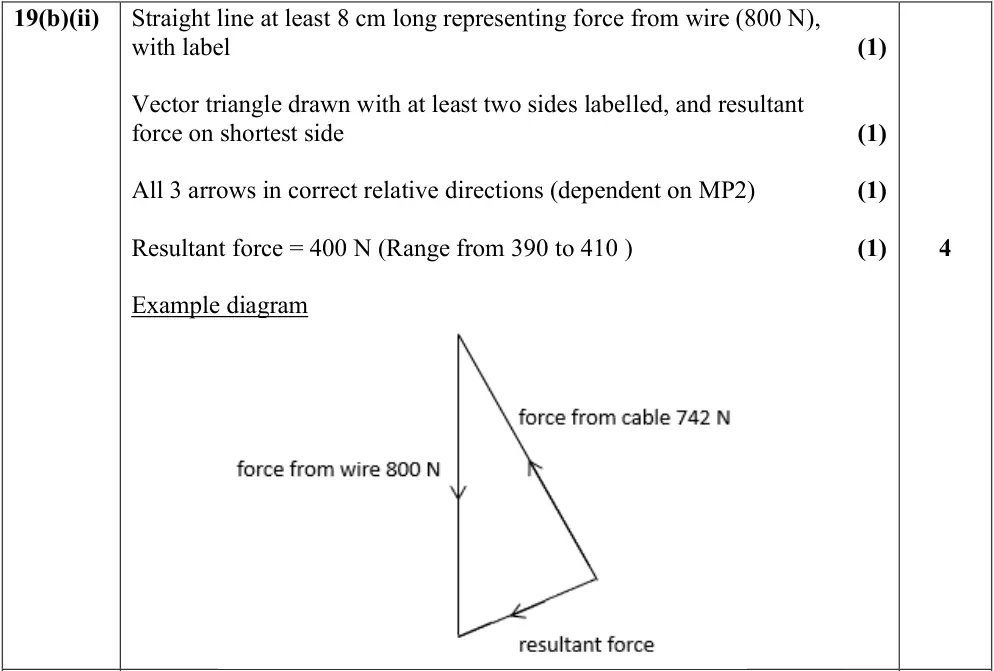 19(b)(ii)
Straight line at least 8 cm long representing force from wire (800 N),
with label (1)
Vector triangle drawn with at least two sides labelled, and resultant
force on shortest side (1)
All 3 arrows in correct relative directions (dependent on MP2) (1)
Resultant force = 400 N (Range from 390 to 410 ) (1) 4
Example diagram
force from cable 742 N
force from wire 800 N
resultant force